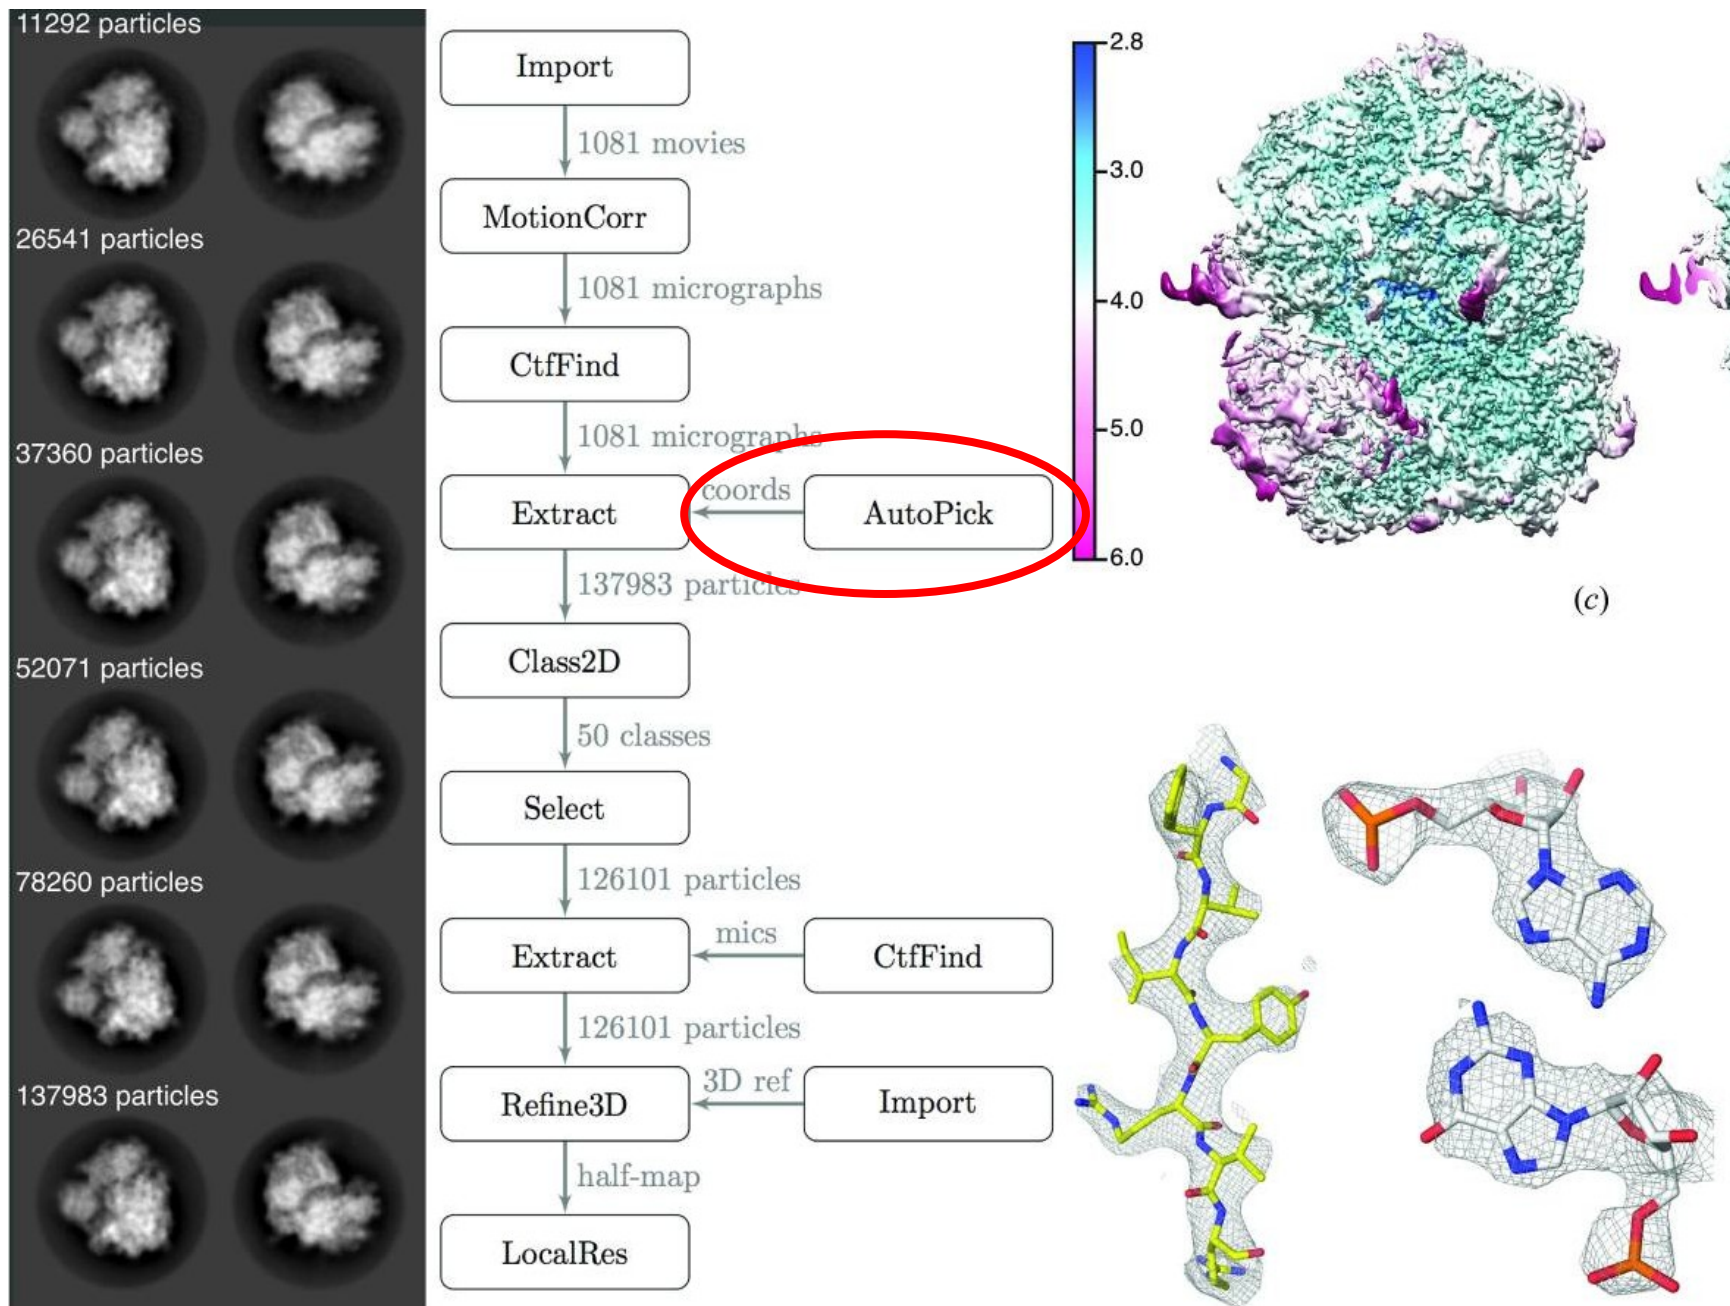 11292 particles
26541 particles
37360 particles
52071 particles
78260 particles
137983 particles
Import
1081 movies
MotionCorr
1081 micrographs
CtfFind
1081 micrographs
Extract
coords
AutoPick
137983 particles
Class2D
50 classes
Select
126101 particles
Extract
mics
CtfFind
126101 particles
Refine3D
3D ref
Import
half-map
LocalRes
2.8
3.0
4.0
5.0
6.0
(c)